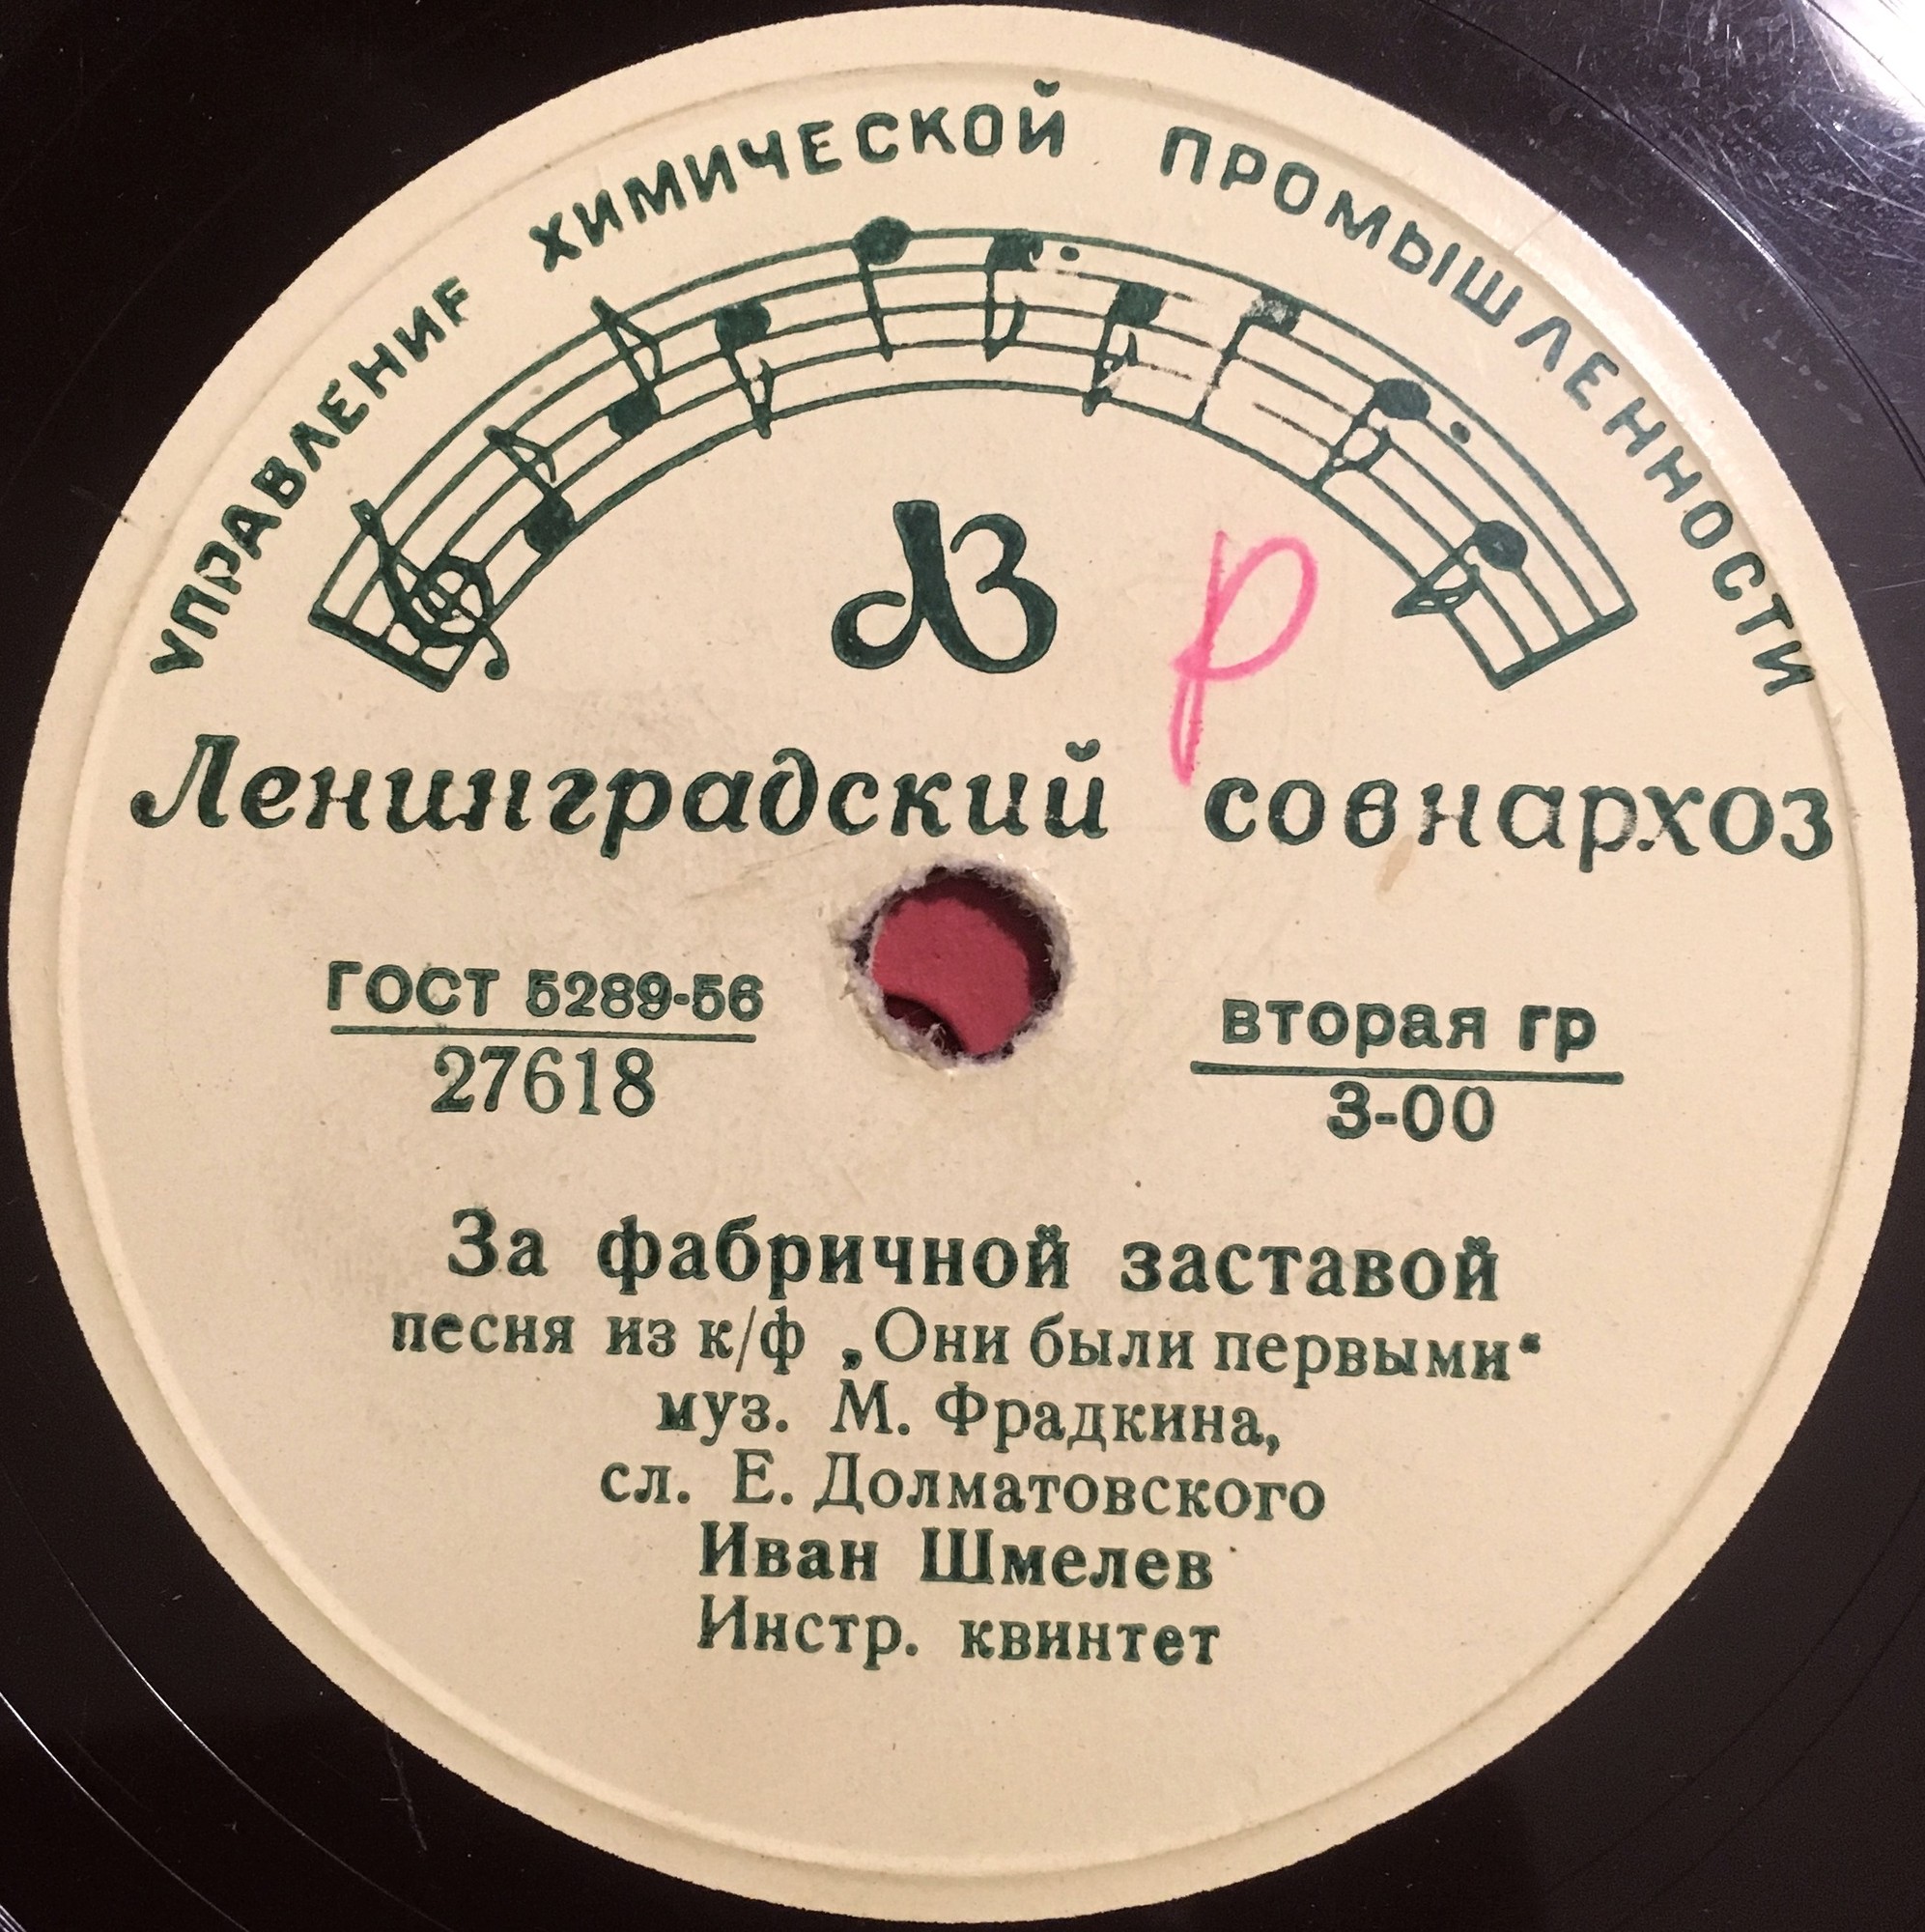 УПРАВЛЕНИЕ ХИМИЧЕСКОЙ ПРОМЫШЛЕННОСТИ
Р
Ленинградский совнархоз
ГОСТ 5289-56
27618
вторая гр
3-00
За фабричной заставой
песня из к/ф „Они были первыми“
муз. М. Фрадкина,
сл. Е. Долматовского
Иван Шмелев
Инстр. квинтет